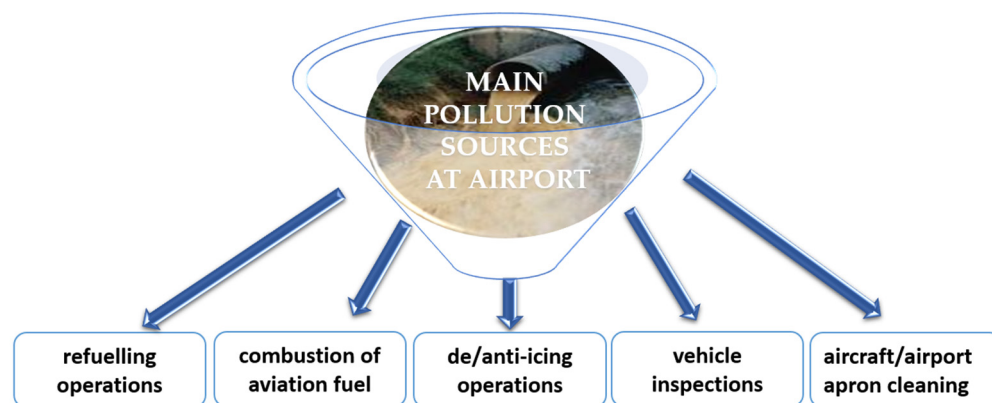 MAIN
POLLUTION
SOURCES
AT AIRPORT
refuelling
operations
combustion of
aviation fuel
de/anti-icing
operations
vehicle
inspections
aircraft/airport
apron cleaning